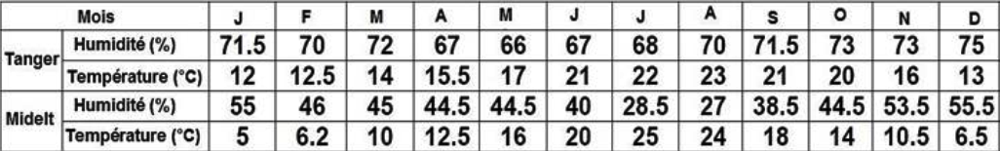 Mois J F M A M J J A S O N D
Tanger Humidité (%) 71.5 70 72 67 66 67 68 70 71.5 73 73 75
Température (°C) 12 12.5 14 15.5 17 21 22 23 21 20 16 13
Midelt Humidité (%) 55 46 45 44.5 44.5 40 28.5 27 38.5 44.5 53.5 55.5
Température (°C) 5 6.2 10 12.5 16 20 25 24 18 14 10.5 6.5